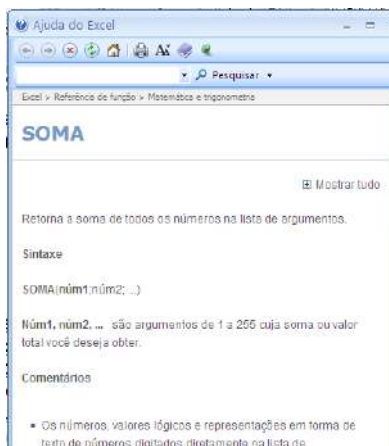 Ajuda do Excel
Pesquisar
Excel > Referência de função > Matemática e trigonometria
SOMA
Mostrar tudo
Retorna a soma de todos os números na lista de argumentos.
Sintaxe
SOMA(núm1;núm2; ...)
Núm1, núm2, ... são argumentos de 1 a 255 cuja soma ou valor
total você deseja obter.
Comentários
• Os números, valores lógicos e representações em forma de
texto de números digitados diretamente na lista de